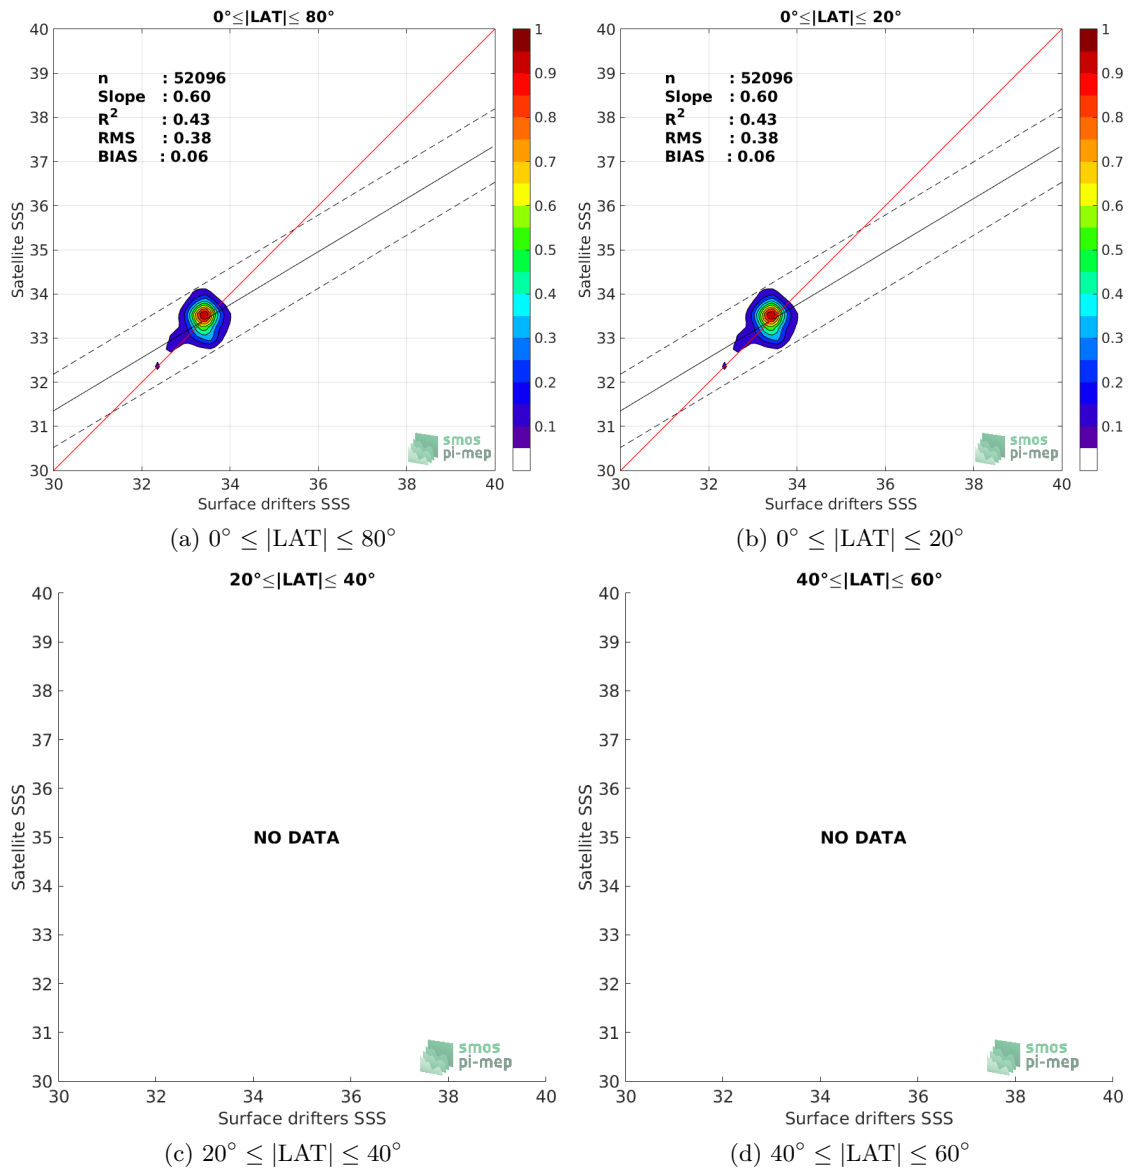 0°≤|LAT|≤ 80°
40
39
38
37
36
35
34
33
32
31
30
Satellite SSS
n : 52096
Slope : 0.60
R² : 0.43
RMS : 0.38
BIAS : 0.06
1
0.9
0.8
0.7
0.6
0.5
0.4
0.3
0.2
0.1
smos
pi-mep
30 32 34 36 38 40
Surface drifters SSS
(a) 0° ≤ |LAT| ≤ 80°
0°≤|LAT|≤ 20°
40
39
38
37
36
35
34
33
32
31
30
Satellite SSS
n : 52096
Slope : 0.60
R² : 0.43
RMS : 0.38
BIAS : 0.06
1
0.9
0.8
0.7
0.6
0.5
0.4
0.3
0.2
0.1
smos
pi-mep
30 32 34 36 38 40
Surface drifters SSS
(b) 0° ≤ |LAT| ≤ 20°
20°≤|LAT|≤ 40°
40
39
38
37
36
35
34
33
32
31
30
Satellite SSS
NO DATA
smos
pi-mep
30 32 34 36 38 40
Surface drifters SSS
(c) 20° ≤ |LAT| ≤ 40°
40°≤|LAT|≤ 60°
40
39
38
37
36
35
34
33
32
31
30
Satellite SSS
NO DATA
smos
pi-mep
30 32 34 36 38 40
Surface drifters SSS
(d) 40° ≤ |LAT| ≤ 60°